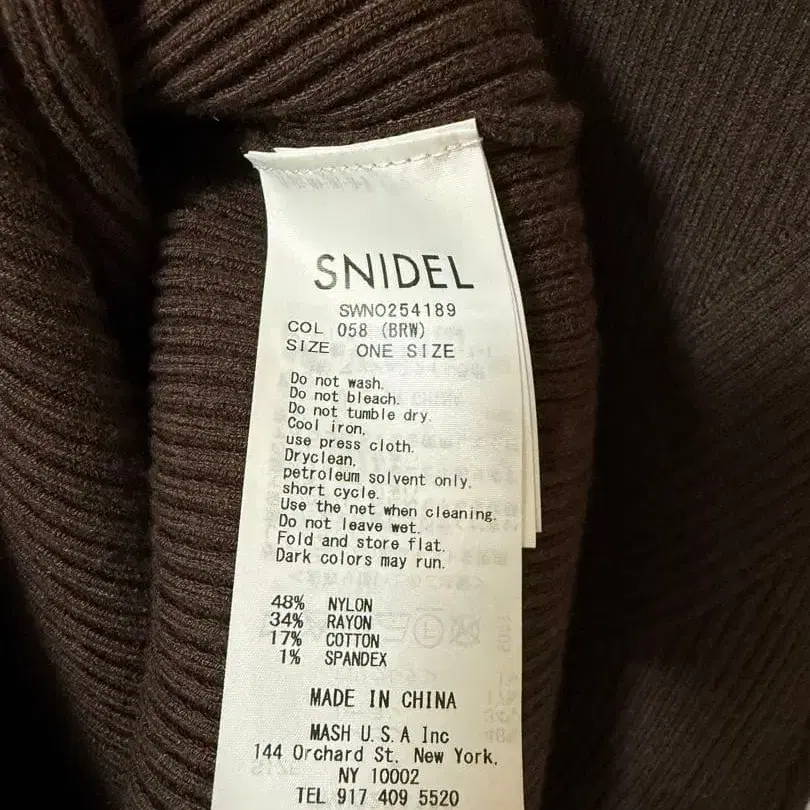 SNIDEL
SWNO254189
COL 058 (BRW)
SIZE ONE SIZE
Do not wash.
Do not bleach.
Do not tumble dry.
Cool iron,
use press cloth.
Dryclean,
petroleum solvent only.
short cycle.
Use the net when cleaning.
Do not leave wet.
Fold and store flat.
Dark colors may run.
48% NYLON
34% RAYON
17% COTTON
1% SPANDEX
MADE IN CHINA
MASH U.S.A Inc
144 Orchard St. New York,
NY 10002
TEL 917 409 5520